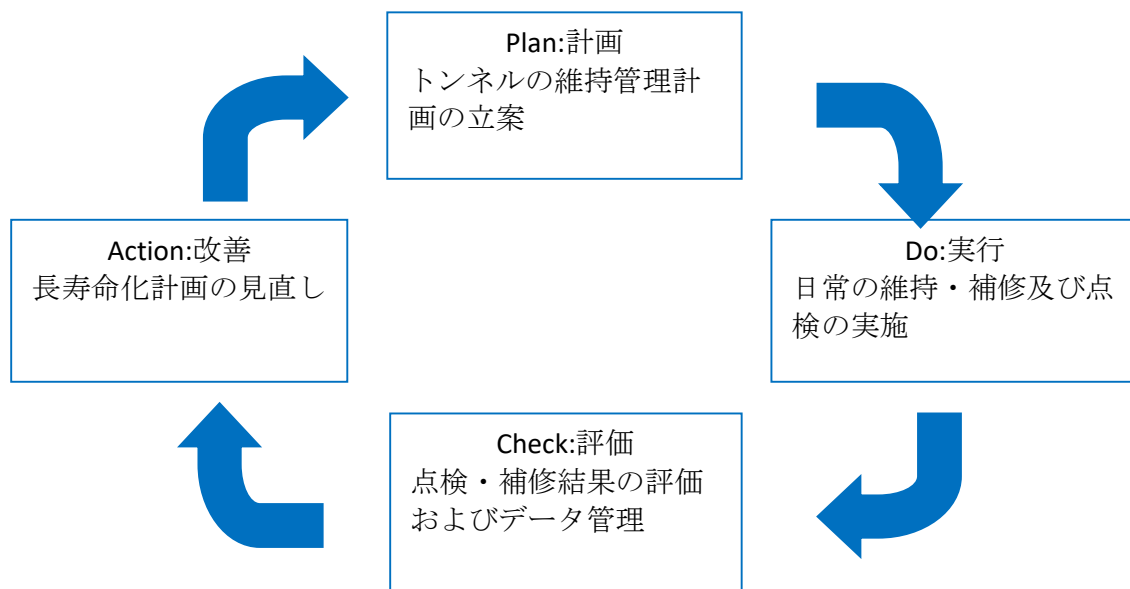 Plan:計画
トンネルの維持管理計
画の立案
Action:改善
長寿命化計画の見直し
Do:実行
日常の維持・補修及び点
検の実施
Check:評価
点検・補修結果の評価
およびデータ管理